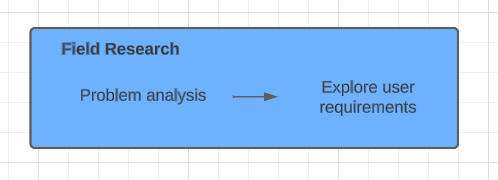 Field Research
Problem analysis
Explore user
requirements